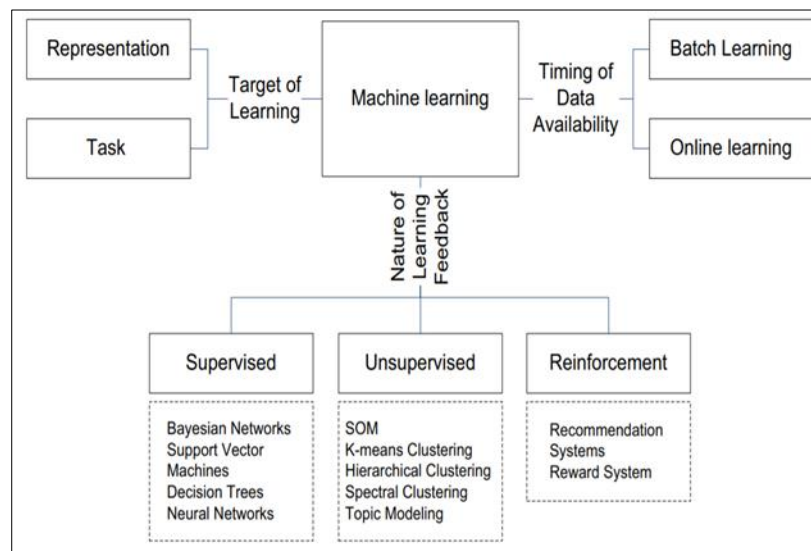 Representation
Task
Target of
Learning
Machine learning
Timing of
Data
Availability
Batch Learning
Online learning
Nature of
Learning
Feedback
Supervised
Bayesian Networks
Support Vector
Machines
Decision Trees
Neural Networks
Unsupervised
SOM
K-means Clustering
Hierarchical Clustering
Spectral Clustering
Topic Modeling
Reinforcement
Recommendation
Systems
Reward System